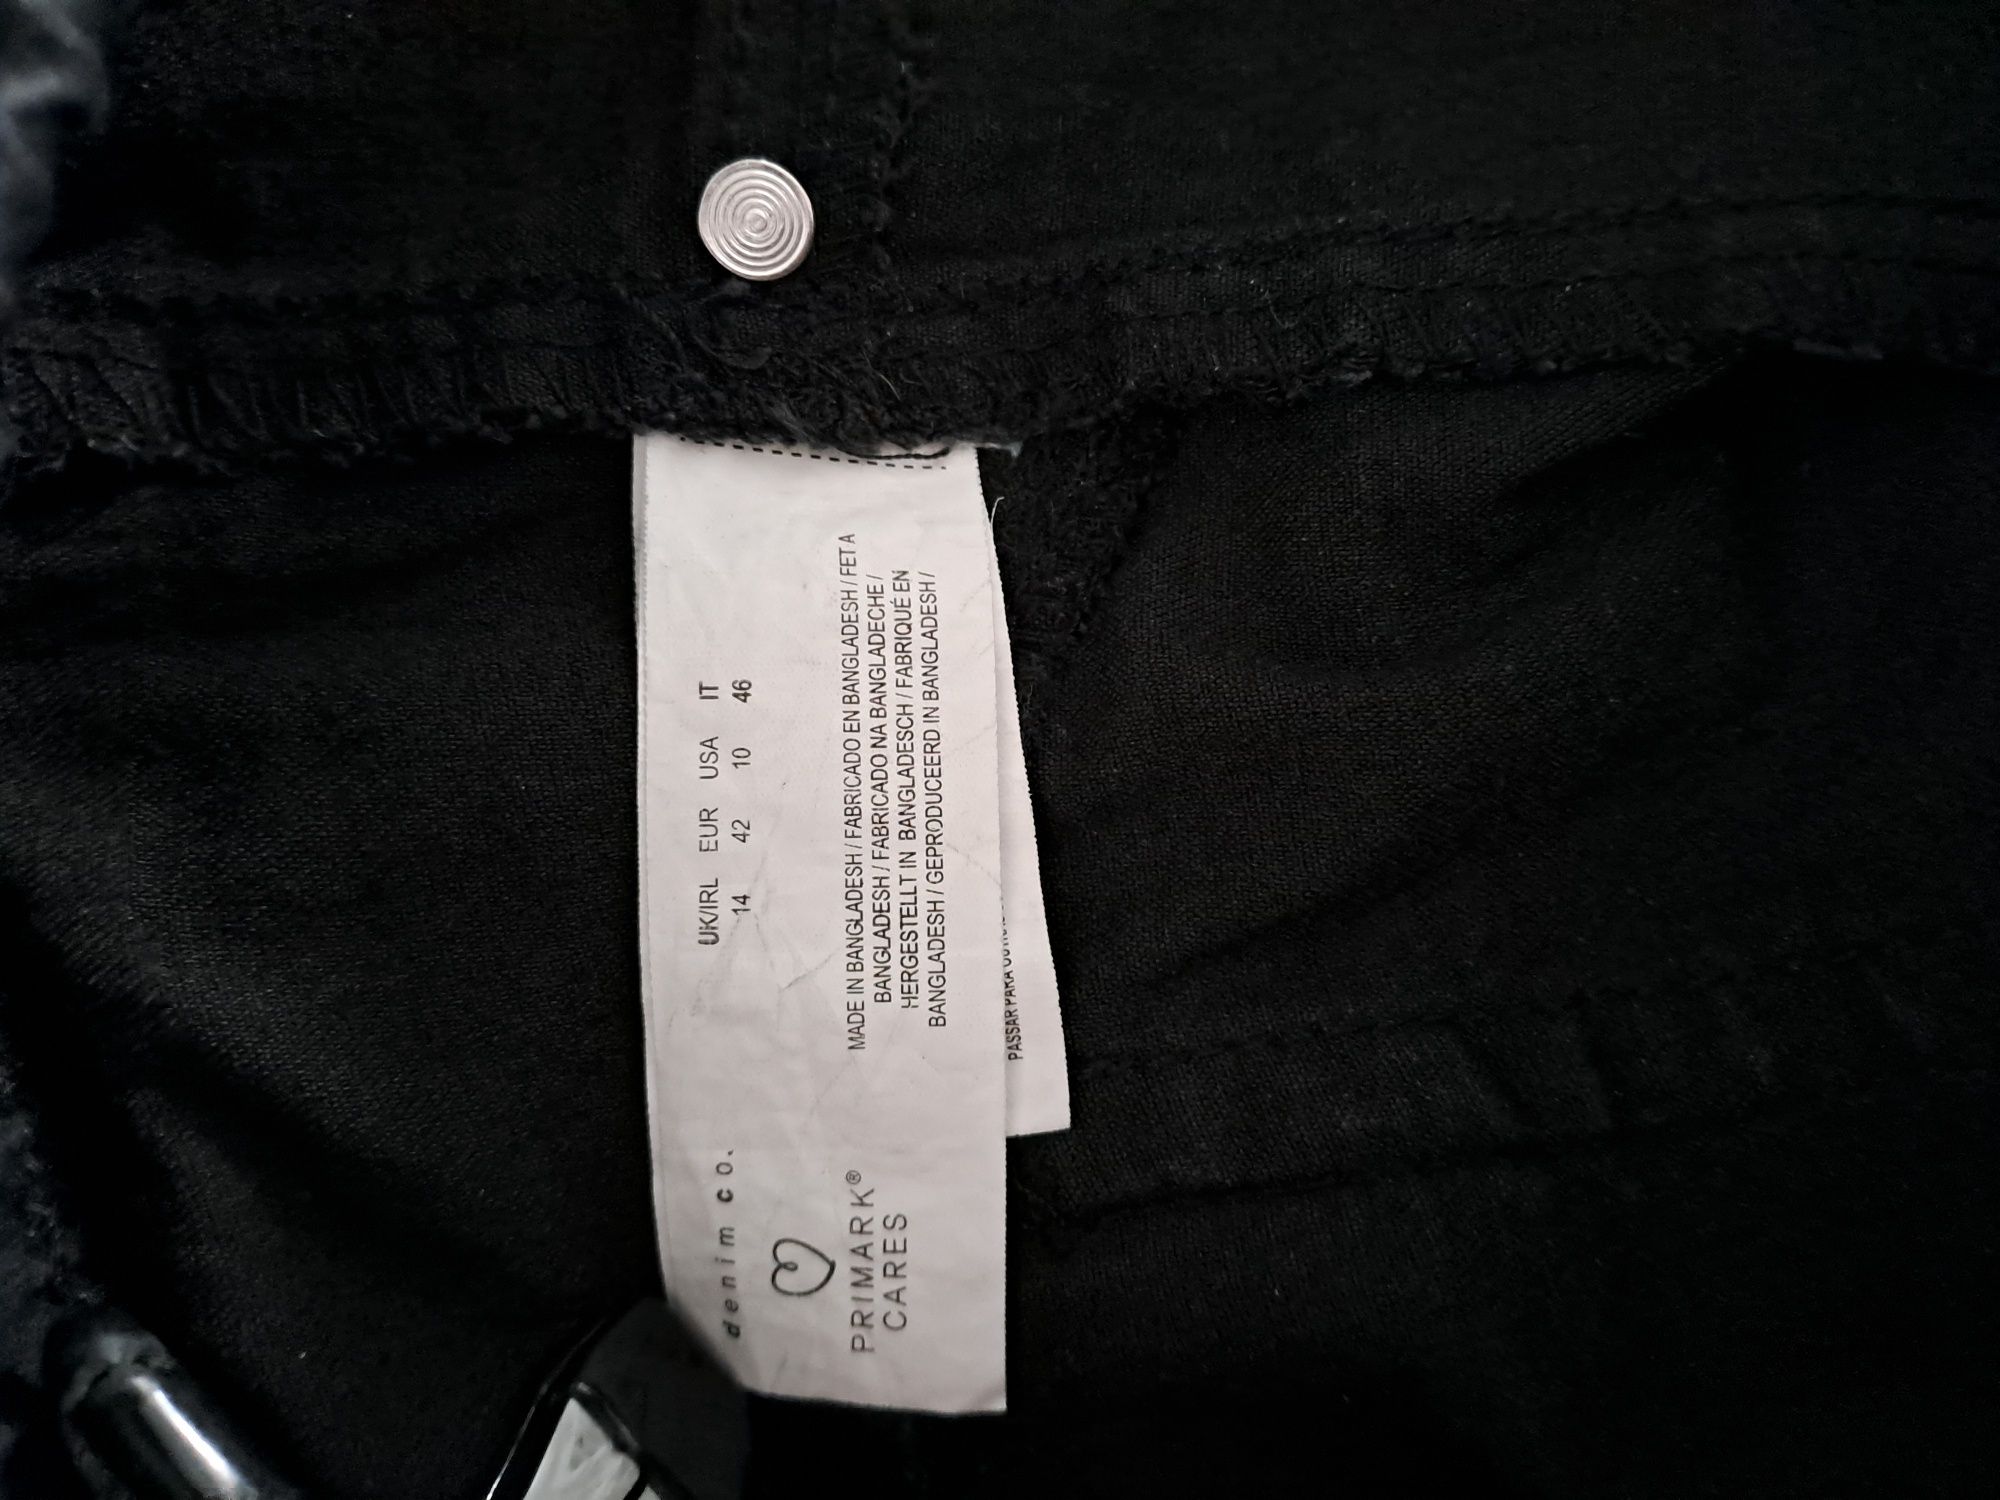 denim co.
PRIMARK®
CARES
UK/IRL EUR USA IT
14 42 10 46
MADE IN BANGLADESH / FABRICADO EN BANGLADESH / FET A
BANGLADESH / FABRICADO NA BANGLADECHE /
HERGESTELLT IN BANGLADESCH / FABRIQUÉ EN
BANGLADESH / GEPRODUCEERD IN BANGLADESH /
PASSAR PARA